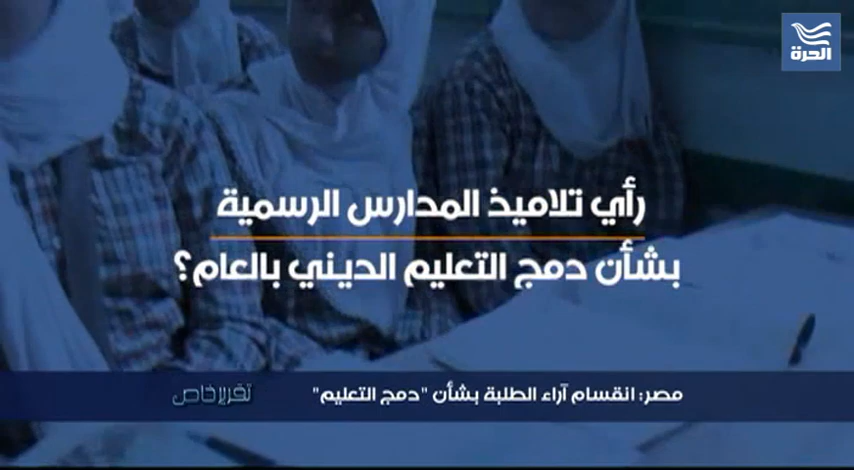 الحرة
رأي تلاميذ المدارس الرسمية
بشأن دمج التعليم الديني بالعام؟
مصر: انقسام آراء الطلبة بشأن "دمج التعليم"
تقرير خاص